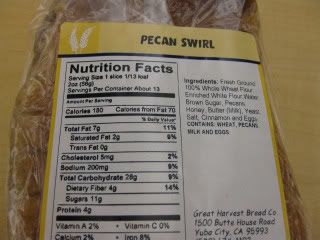 PECAN SWIRL
Nutrition Facts
Serving Size 1 slice 1/13 loaf
2oz (56g)
Servings Per Container About 13
Amount Per Serving
Calories 180 Calories from Fat 70
% Daily Value*
Total Fat 7g 11%
Saturated Fat 2g 9%
Trans Fat 0g
Cholesterol 5mg 2%
Sodium 200mg 9%
Total Carbohydrate 28g 9%
Dietary Fiber 4g 14%
Sugars 11g
Protein 4g
Vitamin A 2% • Vitamin C 0%
Calcium 2% • Iron 8%
Ingredients: Fresh Ground
100% Whole Wheat Flour
Enriched White Flour Water
Brown Sugar, Pecans
Honey, Butter (Milk), Yeast,
Salt, Cinnamon and Eggs.
CONTAINS: WHEAT, PECANS,
MILK AND EGGS
Great Harvest Bread Co
1500 Butte House Road
Yuba City, CA 95993